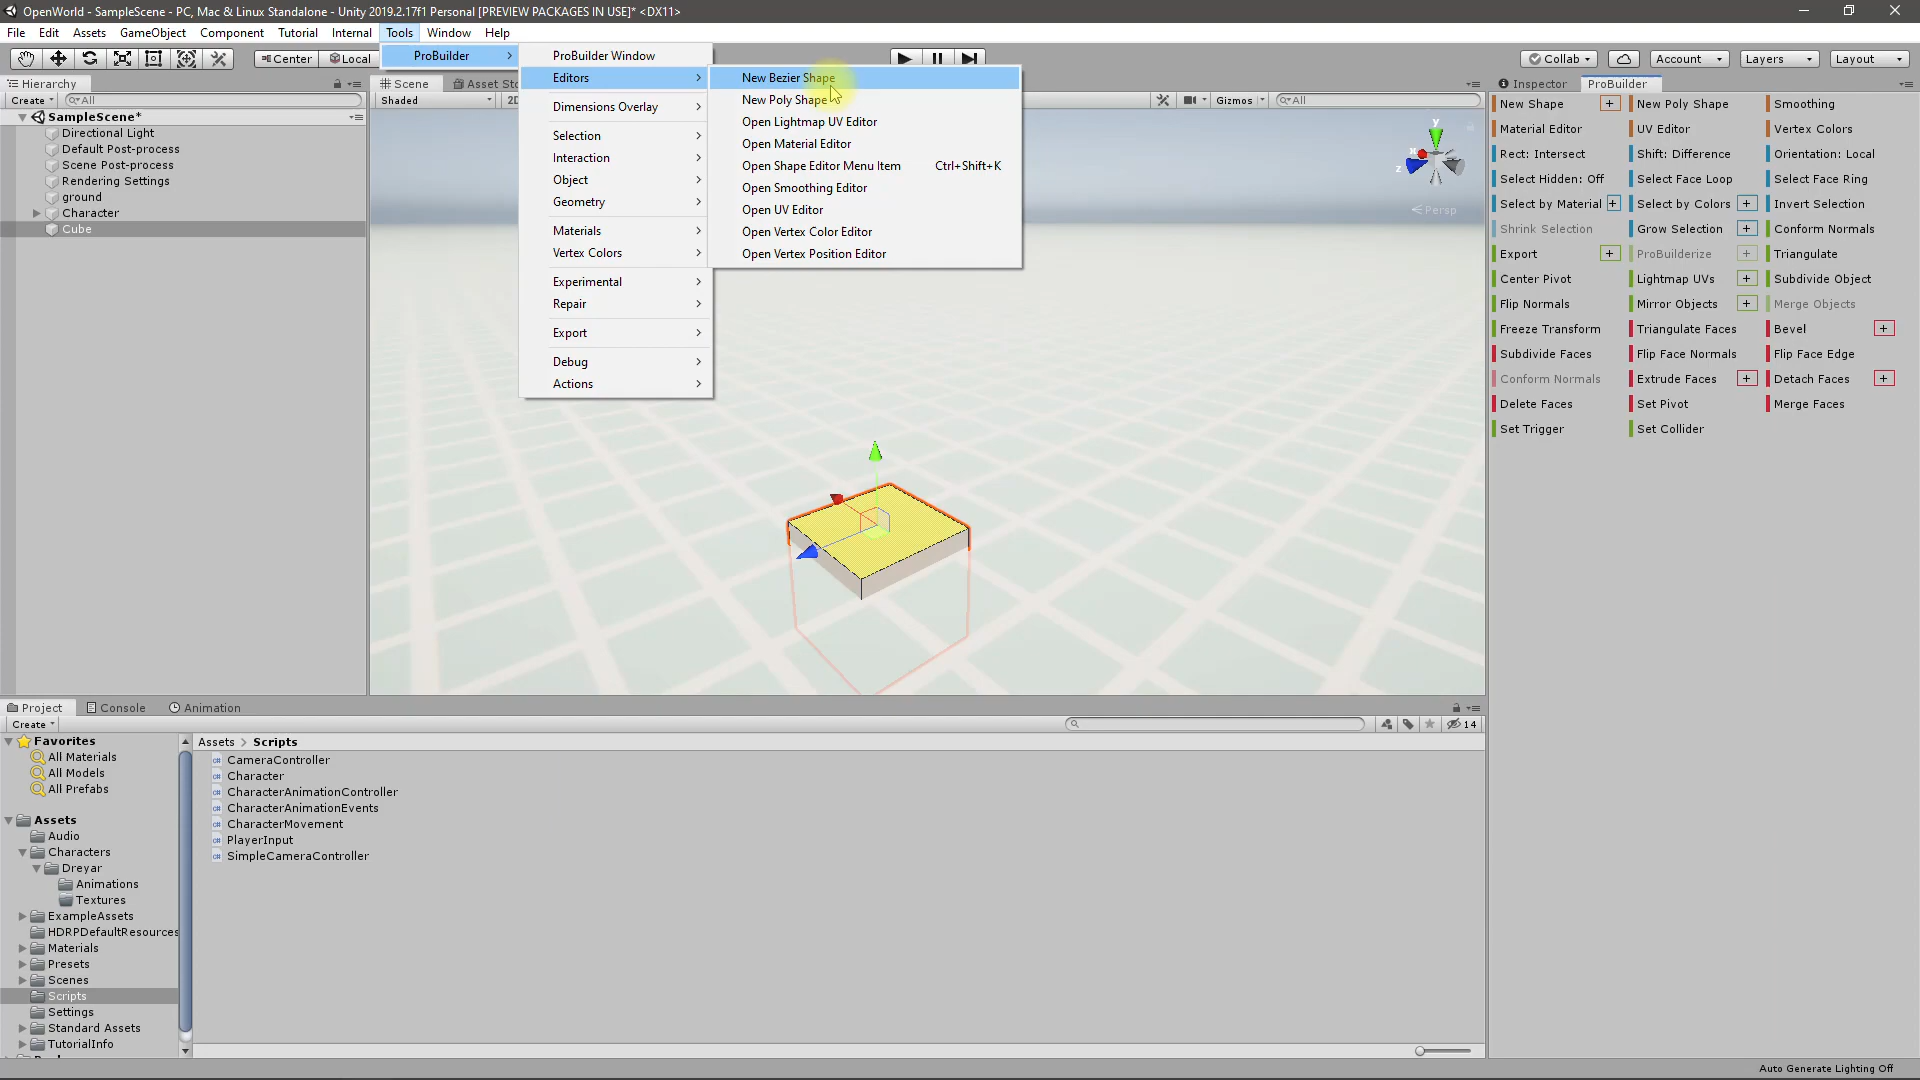 OpenWorld - SampleScene - PC, Mac & Linux Standalone - Unity 2019.2.17f1 Personal [PREVIEW PACKAGES IN USE]* <DX11>
File Edit Assets GameObject Component Tutorial Internal Tools Window Help
Center Local
Collab Account Layers Layout
ProBuilder
ProBuilder Window
Editors
Dimensions Overlay
Selection
Interaction
Object
Geometry
Materials
Vertex Colors
Experimental
Repair
Export
Debug
Actions
New Bezier Shape
New Poly Shape
Open Lightmap UV Editor
Open Material Editor
Open Shape Editor Menu Item Ctrl+Shift+K
Open Smoothing Editor
Open UV Editor
Open Vertex Color Editor
Open Vertex Position Editor
Hierarchy
Create All
SampleScene*
Directional Light
Default Post-process
Scene Post-process
Rendering Settings
ground
Character
Cube
Scene Asset Sto
Shaded 2D
Gizmos All
y
x
z
Persp
Inspector ProBuilder
New Shape + New Poly Shape Smoothing
Material Editor UV Editor Vertex Colors
Rect: Intersect Shift: Difference Orientation: Local
Select Hidden: Off Select Face Loop Select Face Ring
Select by Material + Select by Colors + Invert Selection
Shrink Selection Grow Selection + Conform Normals
Export + ProBuilderize + Triangulate
Center Pivot Lightmap UVs + Subdivide Object
Flip Normals Mirror Objects + Merge Objects
Freeze Transform Triangulate Faces Bevel +
Subdivide Faces Flip Face Normals Flip Face Edge
Conform Normals Extrude Faces + Detach Faces +
Delete Faces Set Pivot Merge Faces
Set Trigger Set Collider
Project Console Animation
Create 14
Favorites
All Materials
All Models
All Prefabs
Assets
Audio
Characters
Dreyar
Animations
Textures
ExampleAssets
HDRPDefaultResources
Materials
Presets
Scenes
Scripts
Settings
Standard Assets
TutorialInfo
Assets > Scripts
CameraController
Character
CharacterAnimationController
CharacterAnimationEvents
CharacterMovement
PlayerInput
SimpleCameraController
Auto Generate Lighting Off